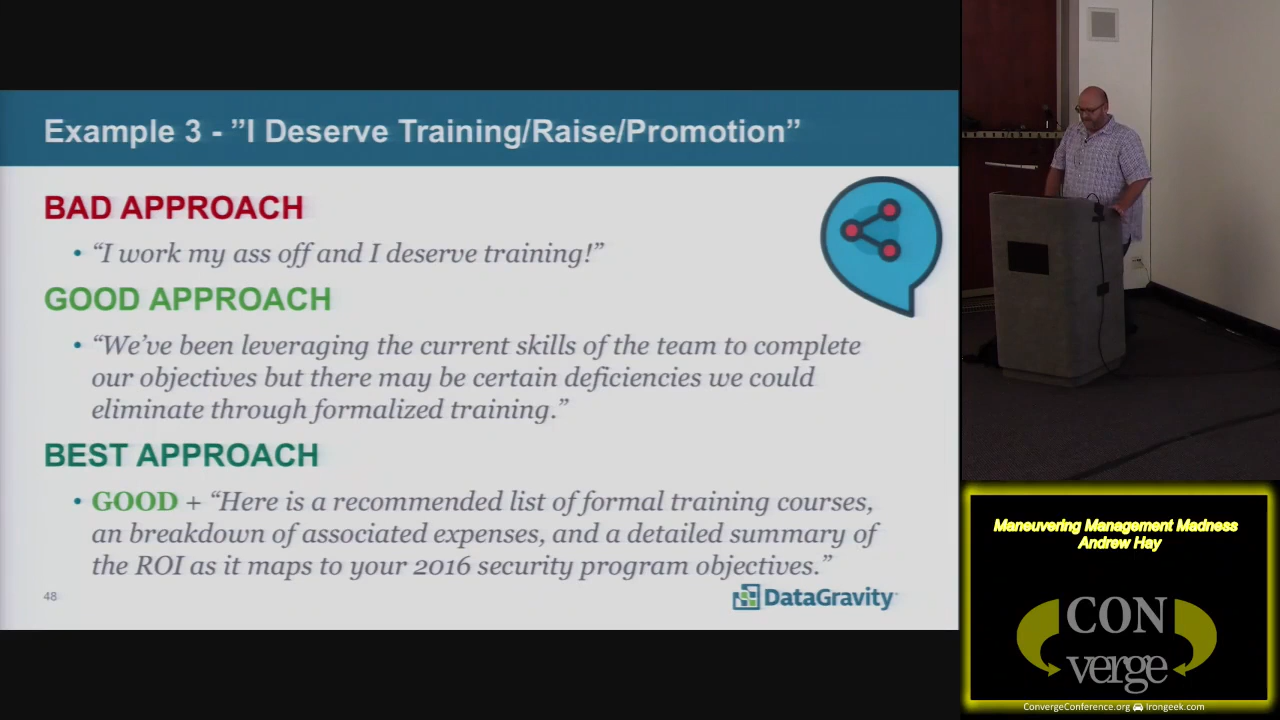 Example 3 - ”I Deserve Training/Raise/Promotion”
BAD APPROACH
• “I work my ass off and I deserve training!”
GOOD APPROACH
• “We’ve been leveraging the current skills of the team to complete
our objectives but there may be certain deficiencies we could
eliminate through formalized training.”
BEST APPROACH
• GOOD + “Here is a recommended list of formal training courses,
an breakdown of associated expenses, and a detailed summary of
the ROI as it maps to your 2016 security program objectives.”
48
DataGravity
Maneuvering Management Madness
Andrew Hay
CON
verge
ConvergeConference.org Irongeek.com